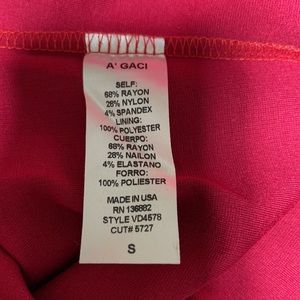 A' GACI
SELF:
68% RAYON
28% NYLON
4% SPANDEX
LINING:
100% POLYESTER
CUERPO:
68% RAYON
28% NAILON
4% ELASTANO
FORRO:
100% POLIESTER
MADE IN USA
RN 136882
STYLE VD4578
CUT# 5727
S